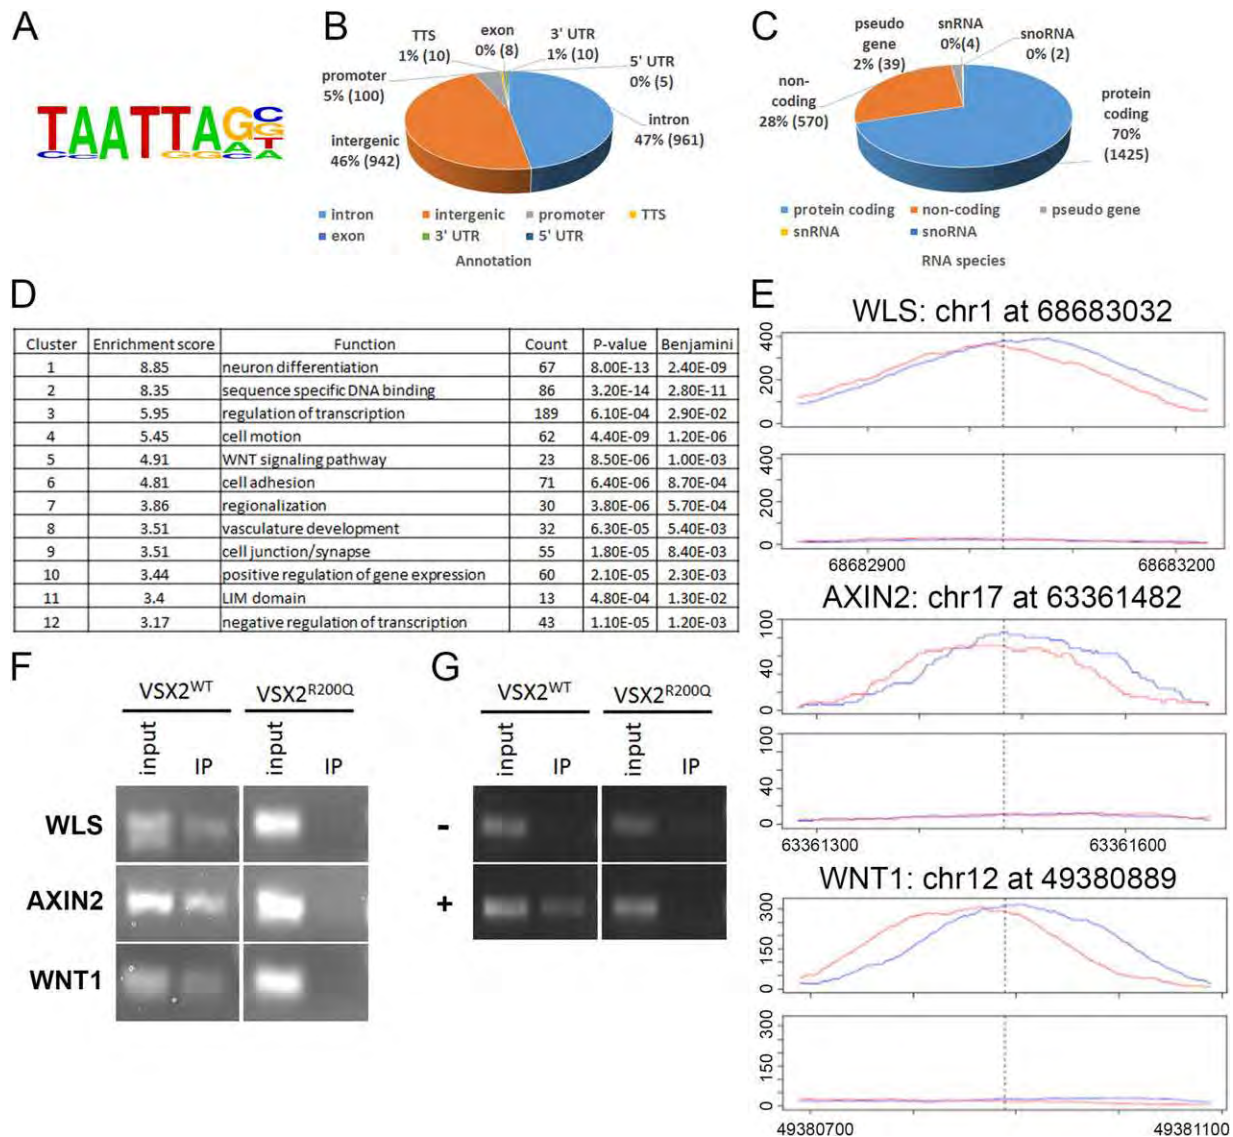 A
TAATTAGC
CC GGCAG
AT
A
B
TTS
1% (10)
exon
0% (8)
3' UTR
1% (10)
5' UTR
0% (5)
promoter
5% (100)
intergenic
46% (942)
intron
47% (961)
intron intergenic promoter TTS
exon 3' UTR 5' UTR
Annotation
C
pseudo
gene
2% (39)
snRNA
0%(4)
snoRNA
0% (2)
non-
coding
28% (570)
protein
coding
70%
(1425)
protein coding non-coding pseudo gene
snRNA snoRNA
RNA species
D
Cluster Enrichment score Function Count P-value Benjamini
1 8.85 neuron differentiation 67 8.00E-13 2.40E-09
2 8.35 sequence specific DNA binding 86 3.20E-14 2.80E-11
3 5.95 regulation of transcription 189 6.10E-04 2.90E-02
4 5.45 cell motion 62 4.40E-09 1.20E-06
5 4.91 WNT signaling pathway 23 8.50E-06 1.00E-03
6 4.81 cell adhesion 71 6.40E-06 8.70E-04
7 3.86 regionalization 30 3.80E-06 5.70E-04
8 3.51 vasculature development 32 6.30E-05 5.40E-03
9 3.51 cell junction/synapse 55 1.80E-05 8.40E-03
10 3.44 positive regulation of gene expression 60 2.10E-05 2.30E-03
11 3.4 LIM domain 13 4.80E-04 1.30E-02
12 3.17 negative regulation of transcription 43 1.10E-05 1.20E-03
E
WLS: chr1 at 68683032
400
200
0
400
200
0
68682900 68683200
AXIN2: chr17 at 63361482
100
40
0
100
40
0
63361300 63361600
WNT1: chr12 at 49380889
300
150
0
300
150
0
49380700 49381100
F
VSX2WT VSX2R200Q
input IP input IP
WLS
AXIN2
WNT1
G
VSX2WT VSX2R200Q
input IP input IP
-
+